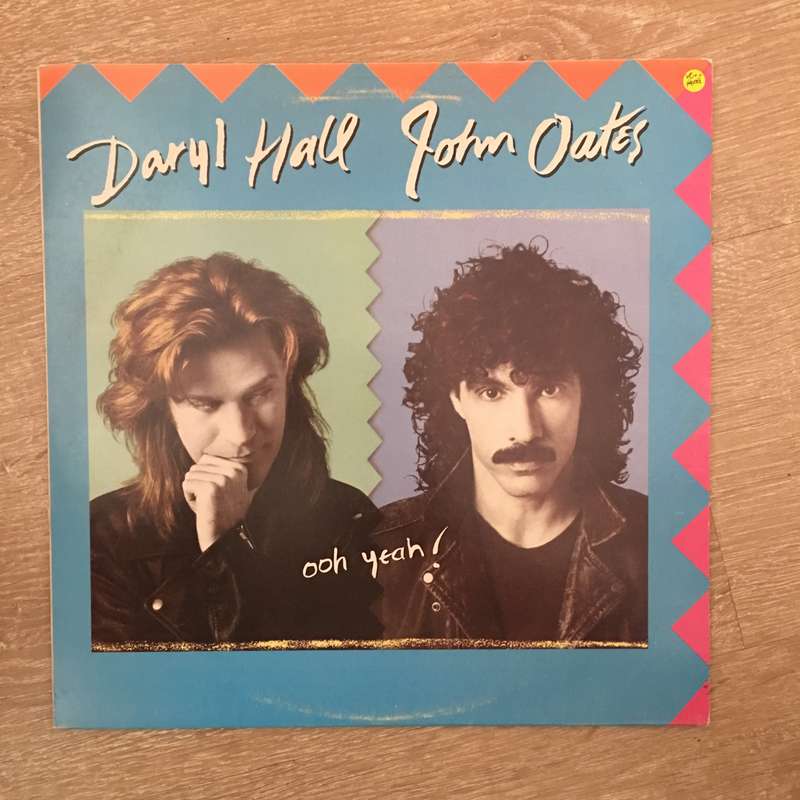 Daryl Hall John Oates
ooh yeah!